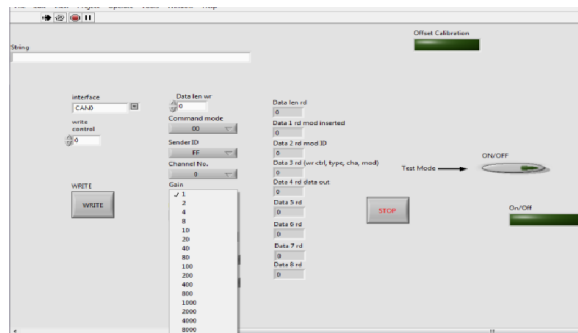 String
Offset Calibration
interface
CAN0
write
control
0
WRITE
WRITE
Data len wr
0
Command mode
00
Sender ID
FF
Channel No.
0
Gain
✓ 1
2
4
8
10
20
40
80
100
200
400
800
1000
2000
4000
8000
Data len rd
0
Data 1 rd mod inserted
0
Data 2 rd mod ID
0
Data 3 rd (wr ctrl, type, cha, mod)
0
Data 4 rd data out
0
Data 5 rd
0
Data 6 rd
0
Data 7 rd
0
Data 8 rd
0
Test Mode
ON/OFF
STOP
On/Off